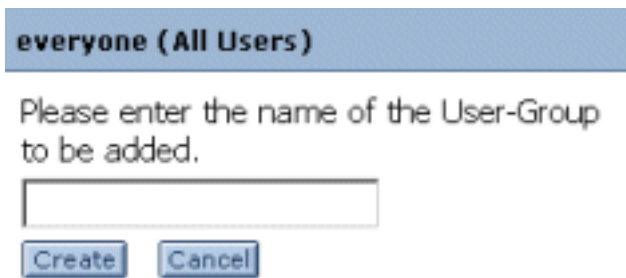 everyone (All Users)
Please enter the name of the User-Group
to be added.
Create Cancel